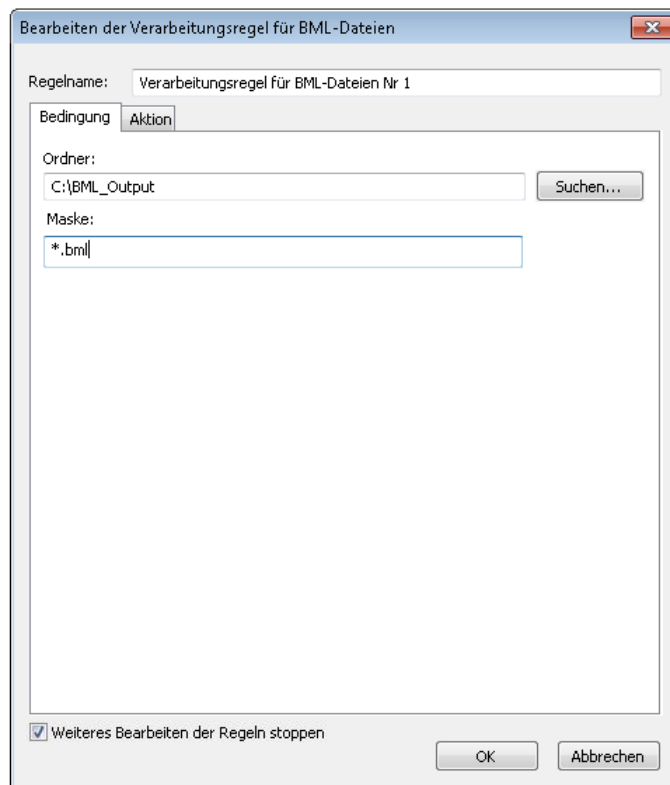 Bearbeiten der Verarbeitungsregel für BML-Dateien
Regelname: Verarbeitungsregel für BML-Dateien Nr 1
Bedingung Aktion
Ordner:
C:\BML_Output Suchen...
Maske:
*.bml
Weiteres Bearbeiten der Regeln stoppen
OK Abbrechen